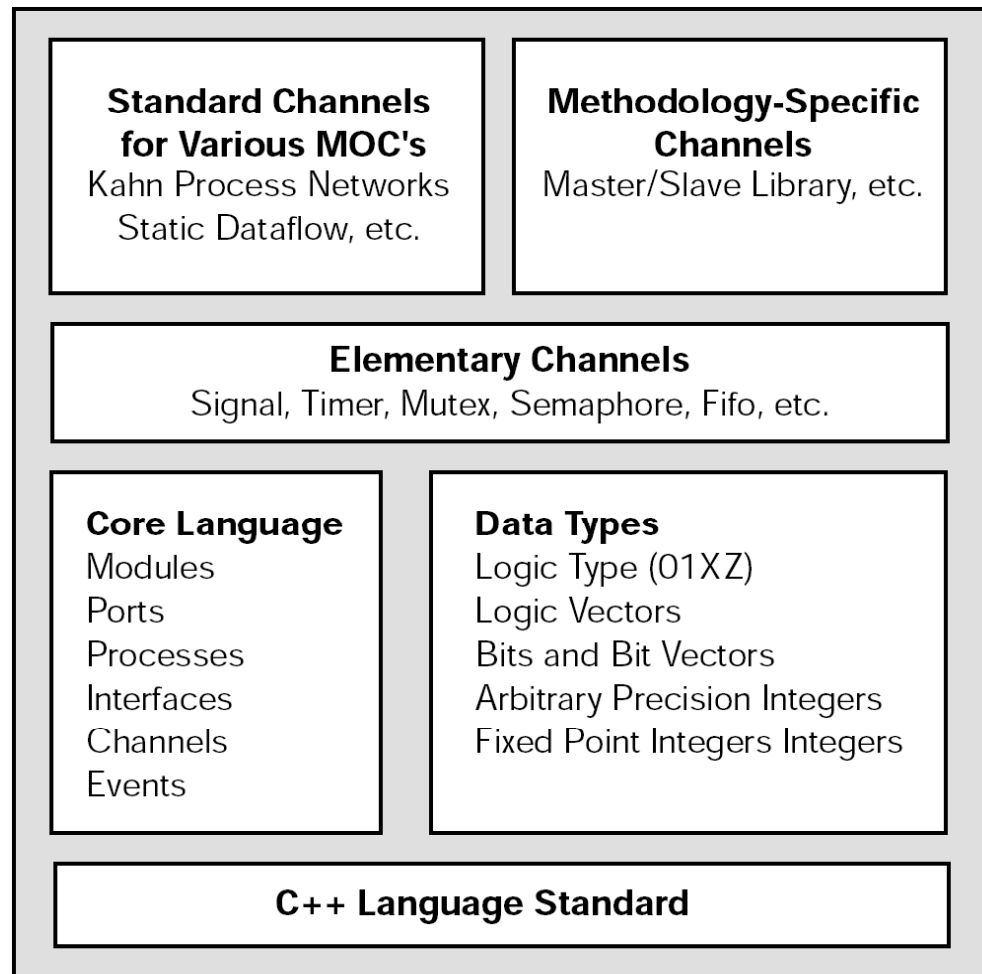 Standard Channels
for Various MOC's
Kahn Process Networks
Static Dataflow, etc.
Methodology-Specific
Channels
Master/Slave Library, etc.
Elementary Channels
Signal, Timer, Mutex, Semaphore, Fifo, etc.
Core Language
Modules
Ports
Processes
Interfaces
Channels
Events
Data Types
Logic Type (01XZ)
Logic Vectors
Bits and Bit Vectors
Arbitrary Precision Integers
Fixed Point Integers Integers
C++ Language Standard